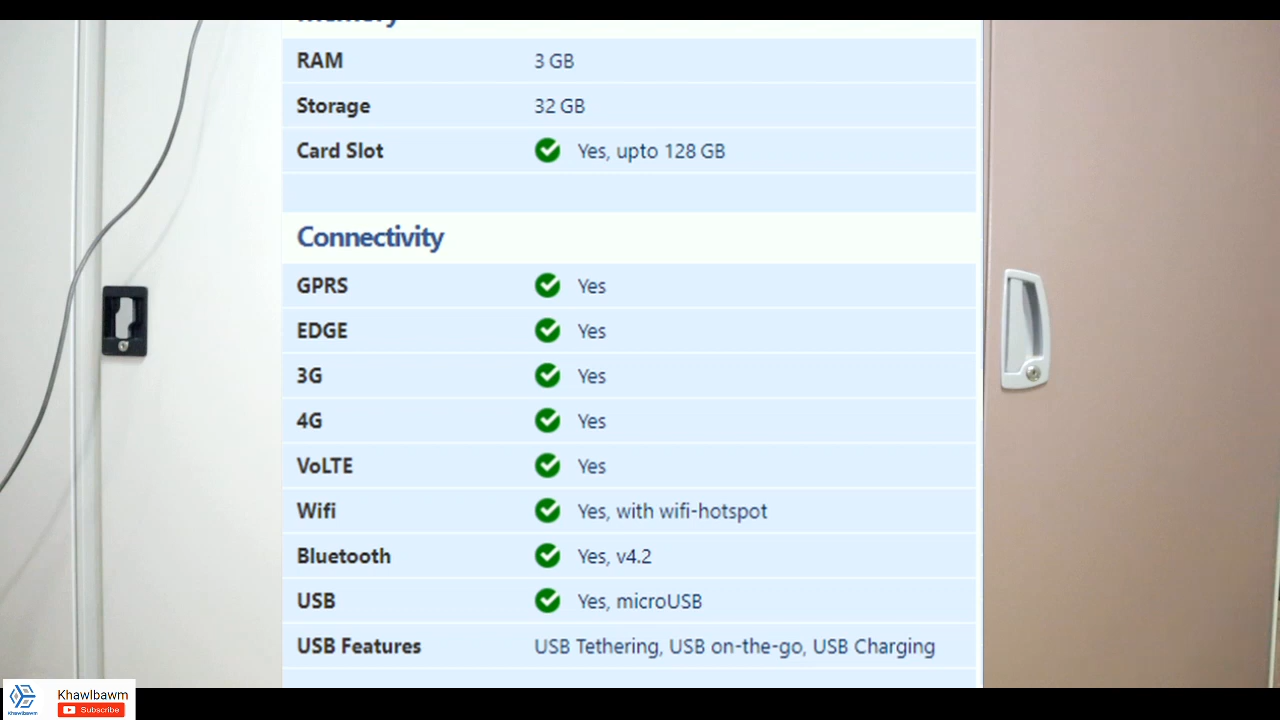 Memory
RAM 3 GB
Storage 32 GB
Card Slot Yes, upto 128 GB
Connectivity
GPRS Yes
EDGE Yes
3G Yes
4G Yes
VoLTE Yes
Wifi Yes, with wifi-hotspot
Bluetooth Yes, v4.2
USB Yes, microUSB
USB Features USB Tethering, USB on-the-go, USB Charging
Khawlbawm
Khawlbawm
Subscribe